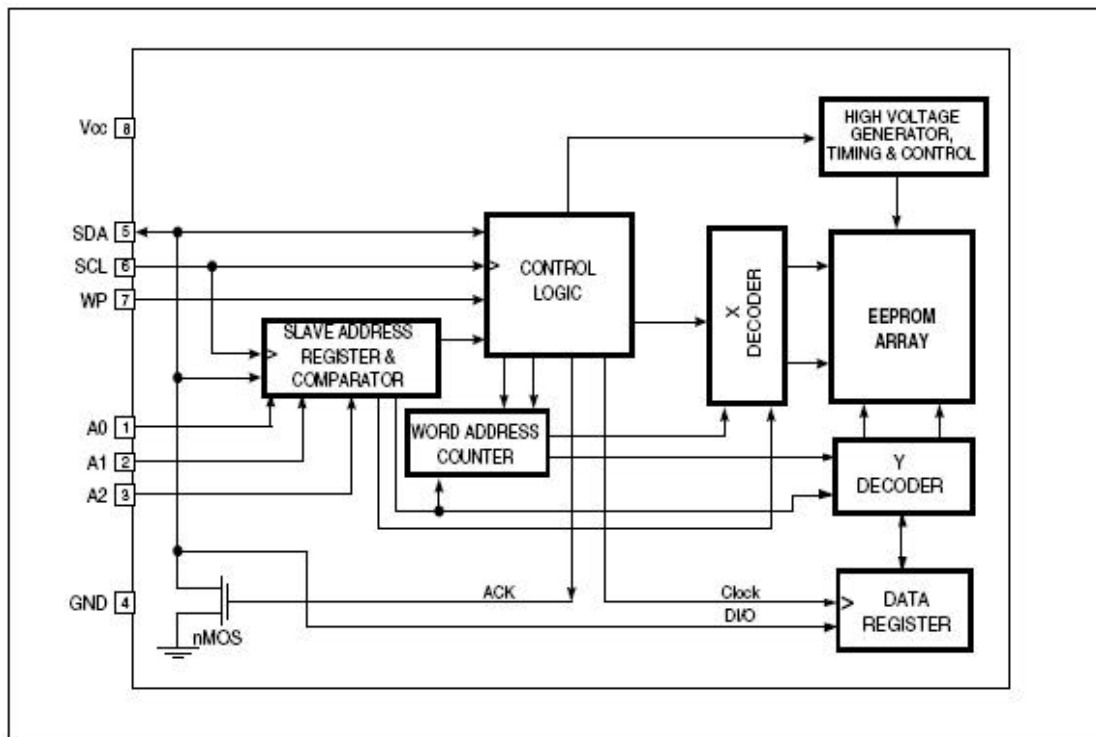 Vcc 8
SDA 5
SCL 6
WP 7
A0 1
A1 2
A2 3
GND 4
nMOS
HIGH VOLTAGE
GENERATOR,
TIMING & CONTROL
CONTROL
LOGIC
SLAVE ADDRESS
REGISTER &
COMPARATOR
WORD ADDRESS
COUNTER
X
DECODER
EEPROM
ARRAY
Y
DECODER
ACK
Clock
DI/O
DATA
REGISTER